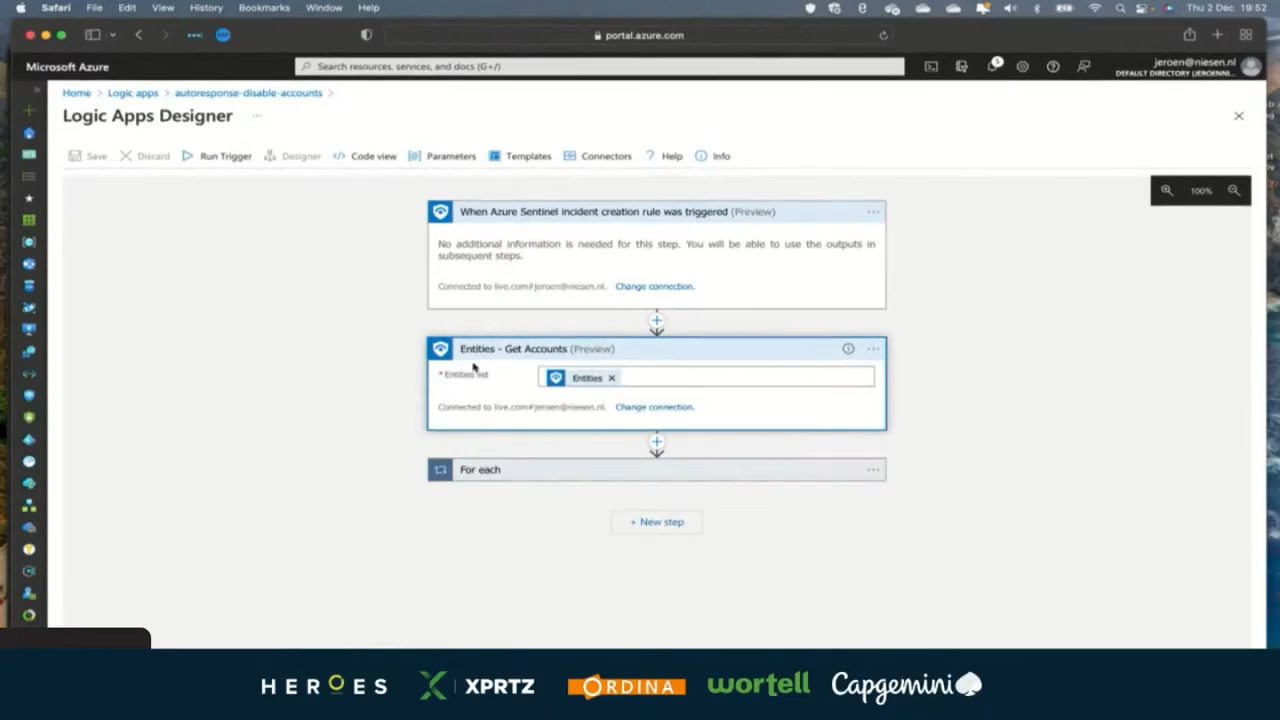 Safari File Edit View History Bookmarks Window Help Thu 2 Dec 19:52
portal.azure.com
Microsoft Azure
Search resources, services, and docs (G+/)
5
jeroen@niesen.nl
DEFAULT DIRECTORY (JEROENNI...
Home > Logic apps > autoresponse-disable-accounts >
Logic Apps Designer ...
Save Discard Run Trigger Designer Code view Parameters Templates Connectors Help Info
100%
When Azure Sentinel incident creation rule was triggered (Preview)
No additional information is needed for this step. You will be able to use the outputs in
subsequent steps.
Connected to live.com#jeroen@niesen.nl. Change connection.
Entities - Get Accounts (Preview)
* Entities list
Entities
Connected to live.com#jeroen@niesen.nl. Change connection.
For each
+ New step
HEROES XPRTZ ORDINA wortell Capgemini